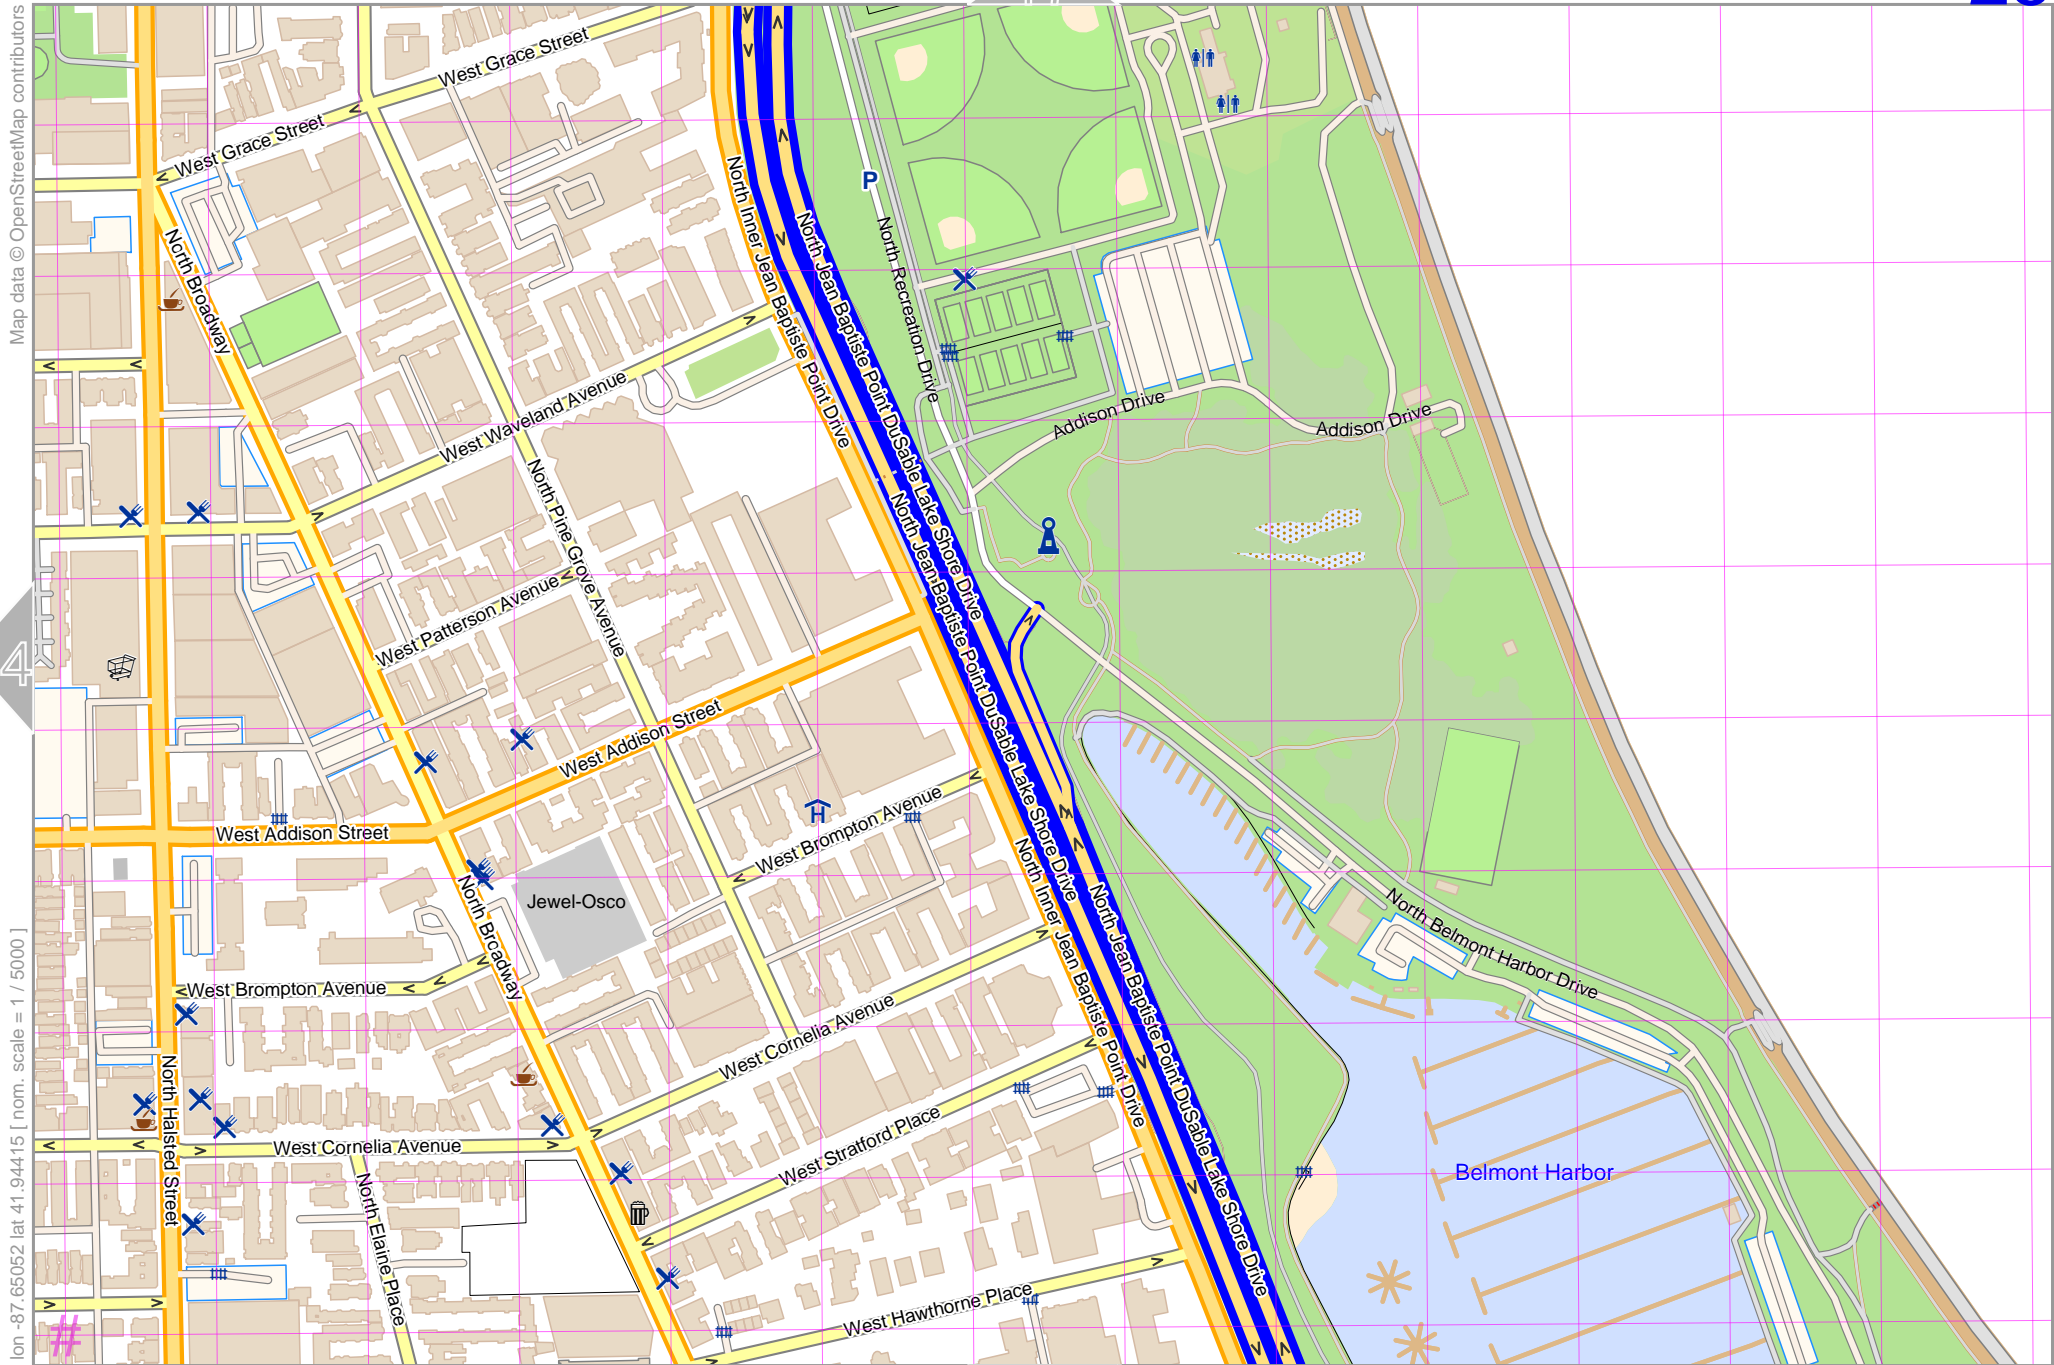 Map data © OpenStreetMap contributors
West Grace Street
West Grace Street
P
North Broadway
North Inner Jean Baptiste Point Drive
North Jean Baptiste Point DuSable Lake Shore Drive
North Recreation Drive
West Waveland Avenue
Addison Drive
Addison Drive
North Pine Grove Avenue
West Patterson Avenue
North Jean Baptiste Point DuSable Lake Shore Drive
4
West Addison Street
West Addison Street
H
West Brompton Avenue
Jewel-Osco
North Broadway
North Inner Jean Baptiste Point Drive
North Jean Baptiste Point DuSable Lake Shore Drive
North Belmont Harbor Drive
West Brompton Avenue
West Cornelia Avenue
North Halsted Street
West Cornelia Avenue
West Stratford Place
Belmont Harbor
North Elaine Place
West Hawthorne Place
#
lon -87.65052 lat 41.94415 [ nom. scale = 1 / 5000 ]